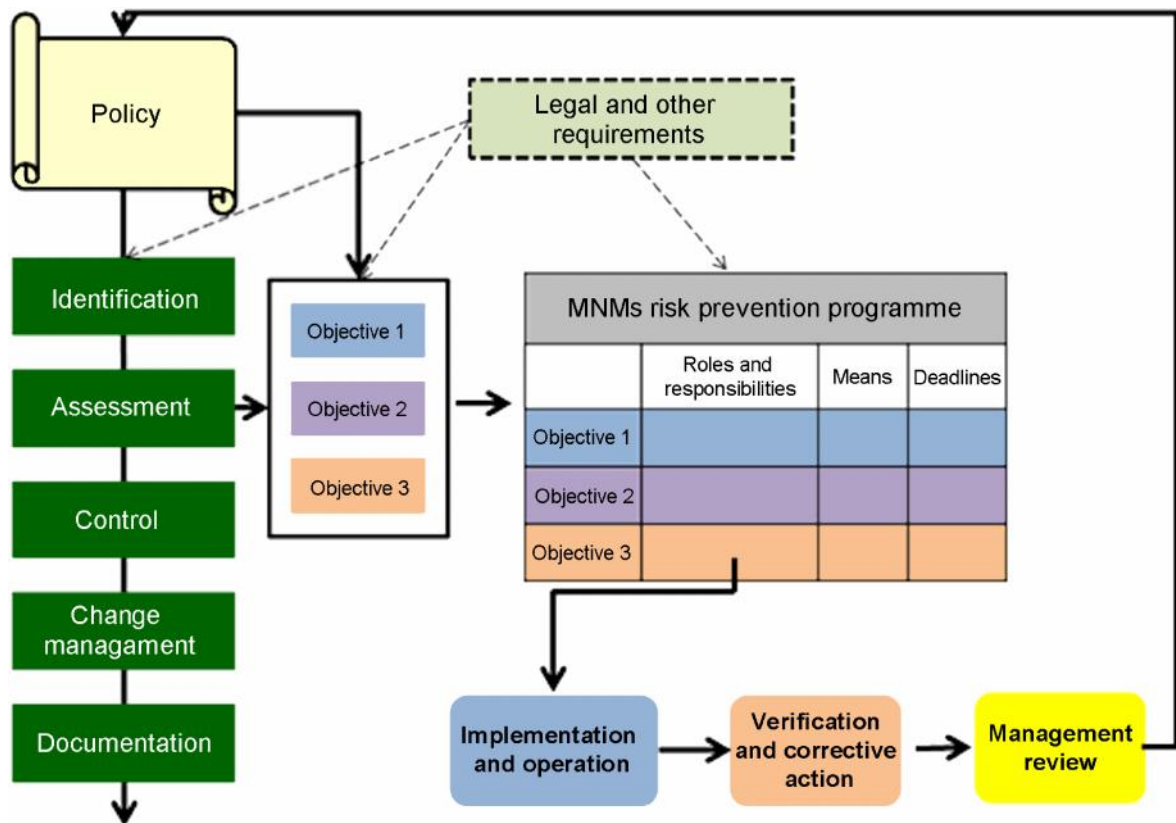 Policy
Legal and other
requirements
Identification
Assessment
Control
Change
managament
Documentation
Objective 1
Objective 2
Objective 3
MNMs risk prevention programme
Roles and
responsibilities
Means
Deadlines
Objective 1
Objective 2
Objective 3
Implementation
and operation
Verification
and corrective
action
Management
review